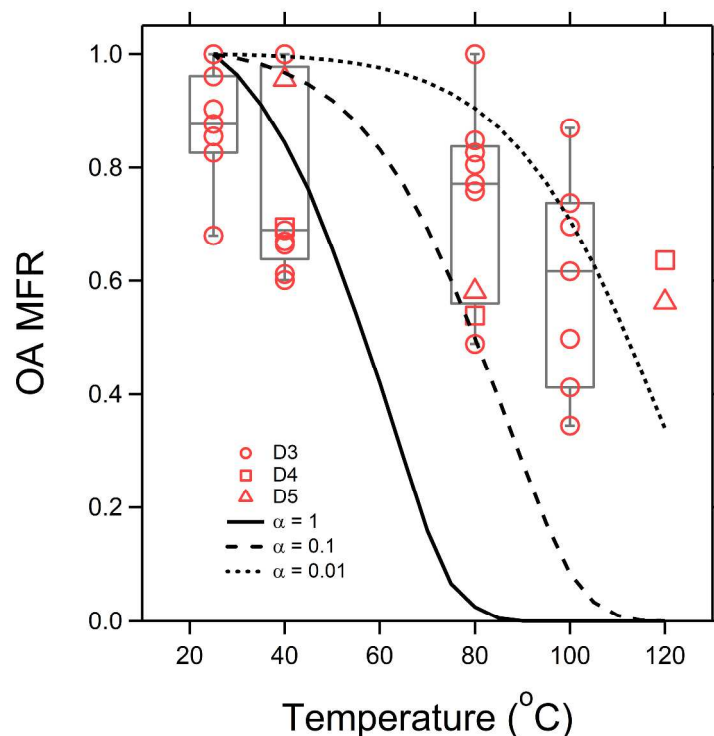 OA MFR
1.0
0.8
0.6
0.4
0.2
0.0
D3
D4
D5
α = 1
α = 0.1
α = 0.01
20 40 60 80 100 120
Temperature (°C)